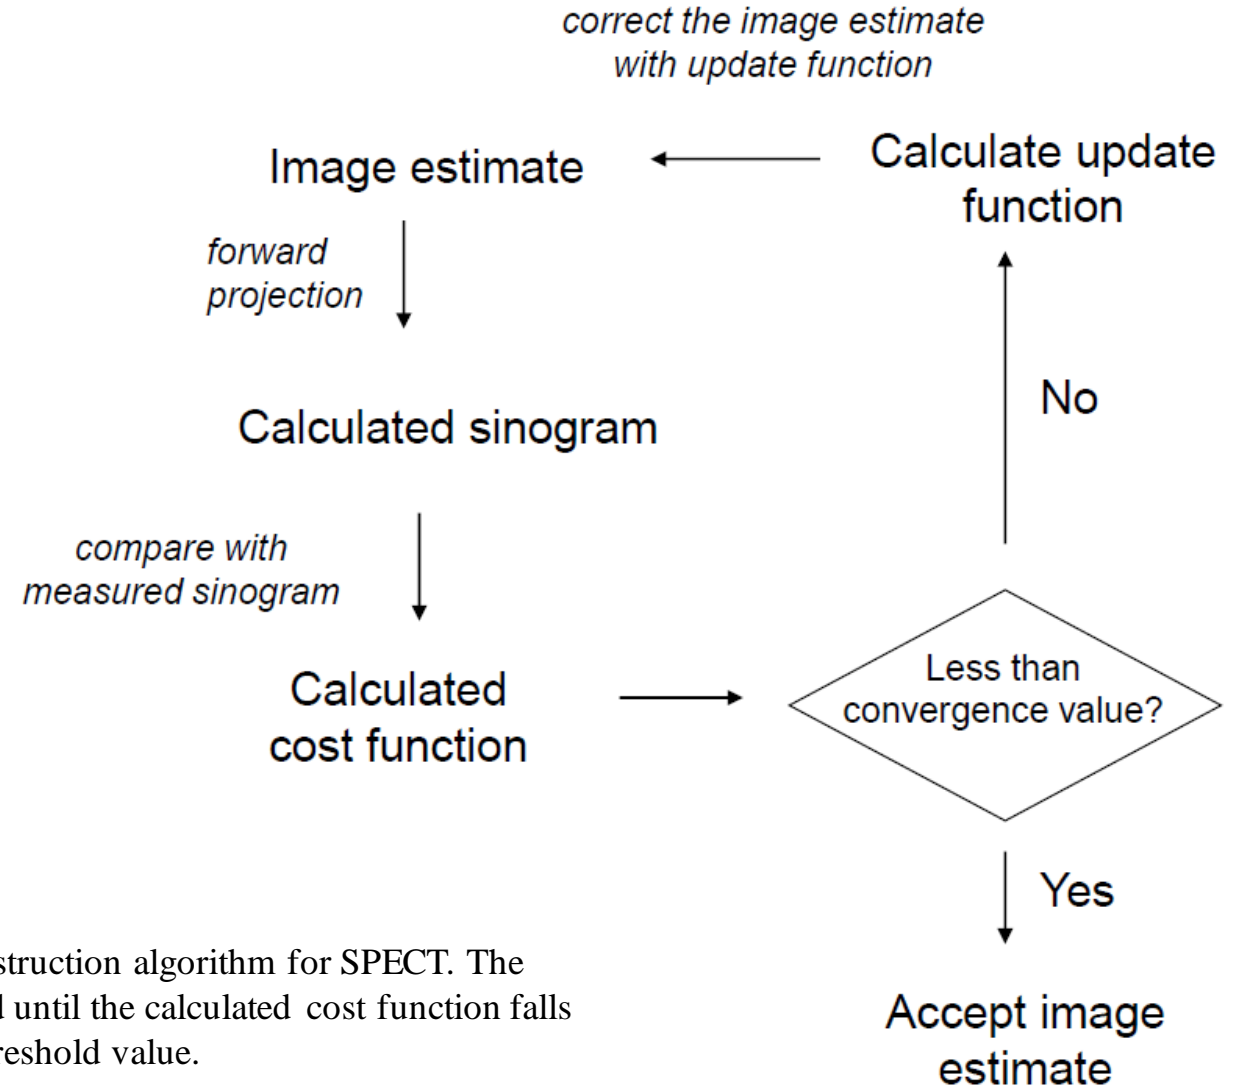 correct the image estimate
with update function
Image estimate
Calculate update
function
forward
projection
No
Calculated sinogram
compare with
measured sinogram
Less than
convergence value?
Calculated
cost function
Yes
struction algorithm for SPECT. The
d until the calculated cost function falls
reshold value.
Accept image
estimate